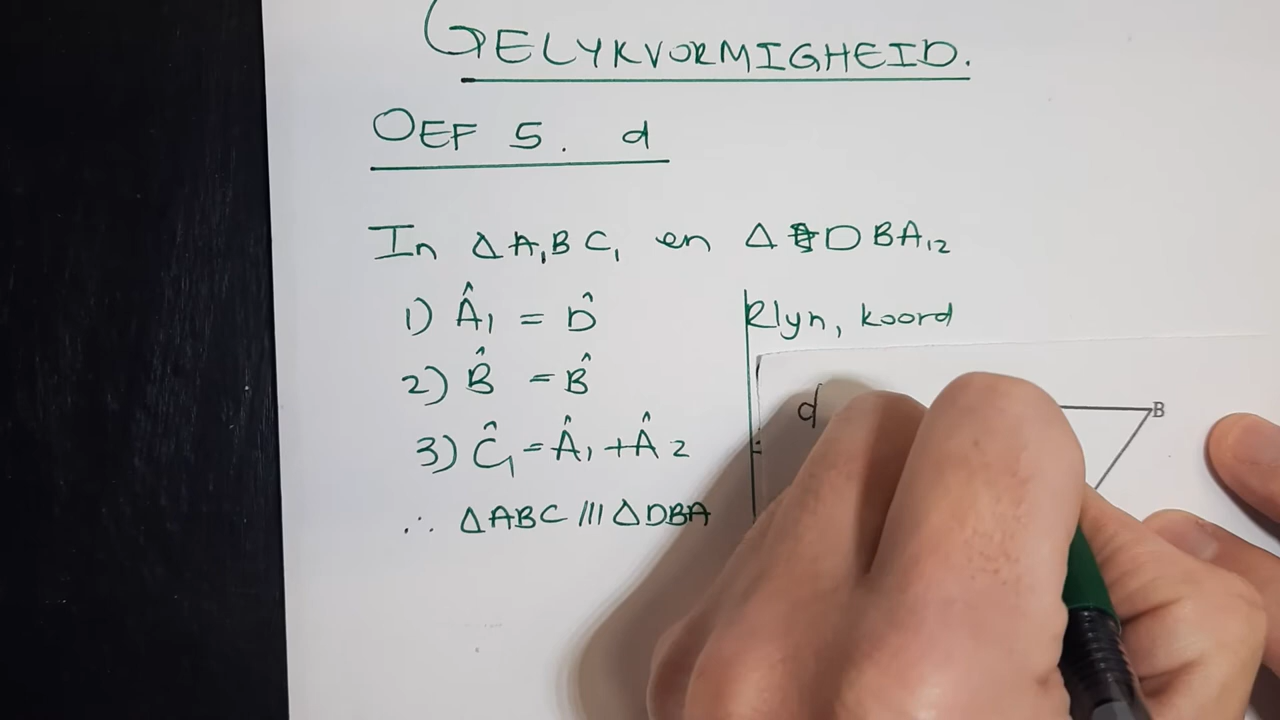 GELYKVORMIGHEID.
OEF 5. d
In ΔA₁BC₁ en ΔDBA₁₂
1) Â₁ = D̂
Rlyn, koord
2) B̂ = B̂
3) Ĉ₁ = Â₁ + Â₂
∴ ΔABC /// ΔDBA
d
B